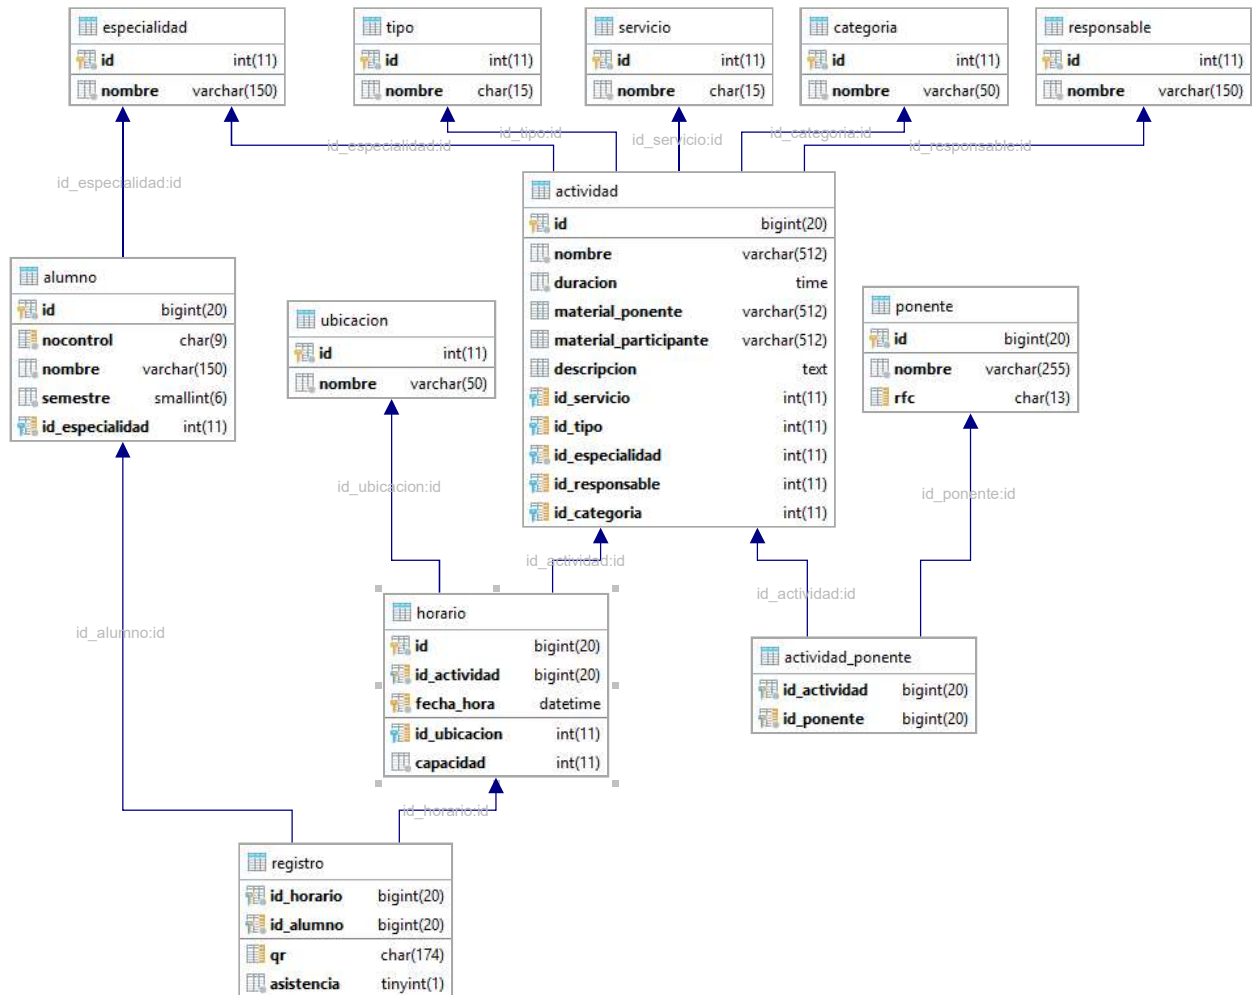 especialidad
id int(11)
nombre varchar(150)
tipo
id int(11)
nombre char(15)
servicio
id int(11)
nombre char(15)
categoria
id int(11)
nombre varchar(50)
responsable
id int(11)
nombre varchar(150)
id_especialidad:id
id_tipo:id
id_servicio:id
id_categoria:id
id_responsable:id
id_especialidad:id
actividad
id bigint(20)
nombre varchar(512)
duracion time
material_ponente varchar(512)
material_participante varchar(512)
descripcion text
id_servicio int(11)
id_tipo int(11)
id_especialidad int(11)
id_responsable int(11)
id_categoria int(11)
alumno
id bigint(20)
nocontrol char(9)
nombre varchar(150)
semestre smallint(6)
id_especialidad int(11)
ubicacion
id int(11)
nombre varchar(50)
ponente
id bigint(20)
nombre varchar(255)
rfc char(13)
id_ubicacion:id
id_ponente:id
id_actividad:id
id_actividad:id
id_alumno:id
horario
id bigint(20)
id_actividad bigint(20)
fecha_hora datetime
id_ubicacion int(11)
capacidad int(11)
actividad_ponente
id_actividad bigint(20)
id_ponente bigint(20)
id_horario:id
registro
id_horario bigint(20)
id_alumno bigint(20)
qr char(174)
asistencia tinyint(1)